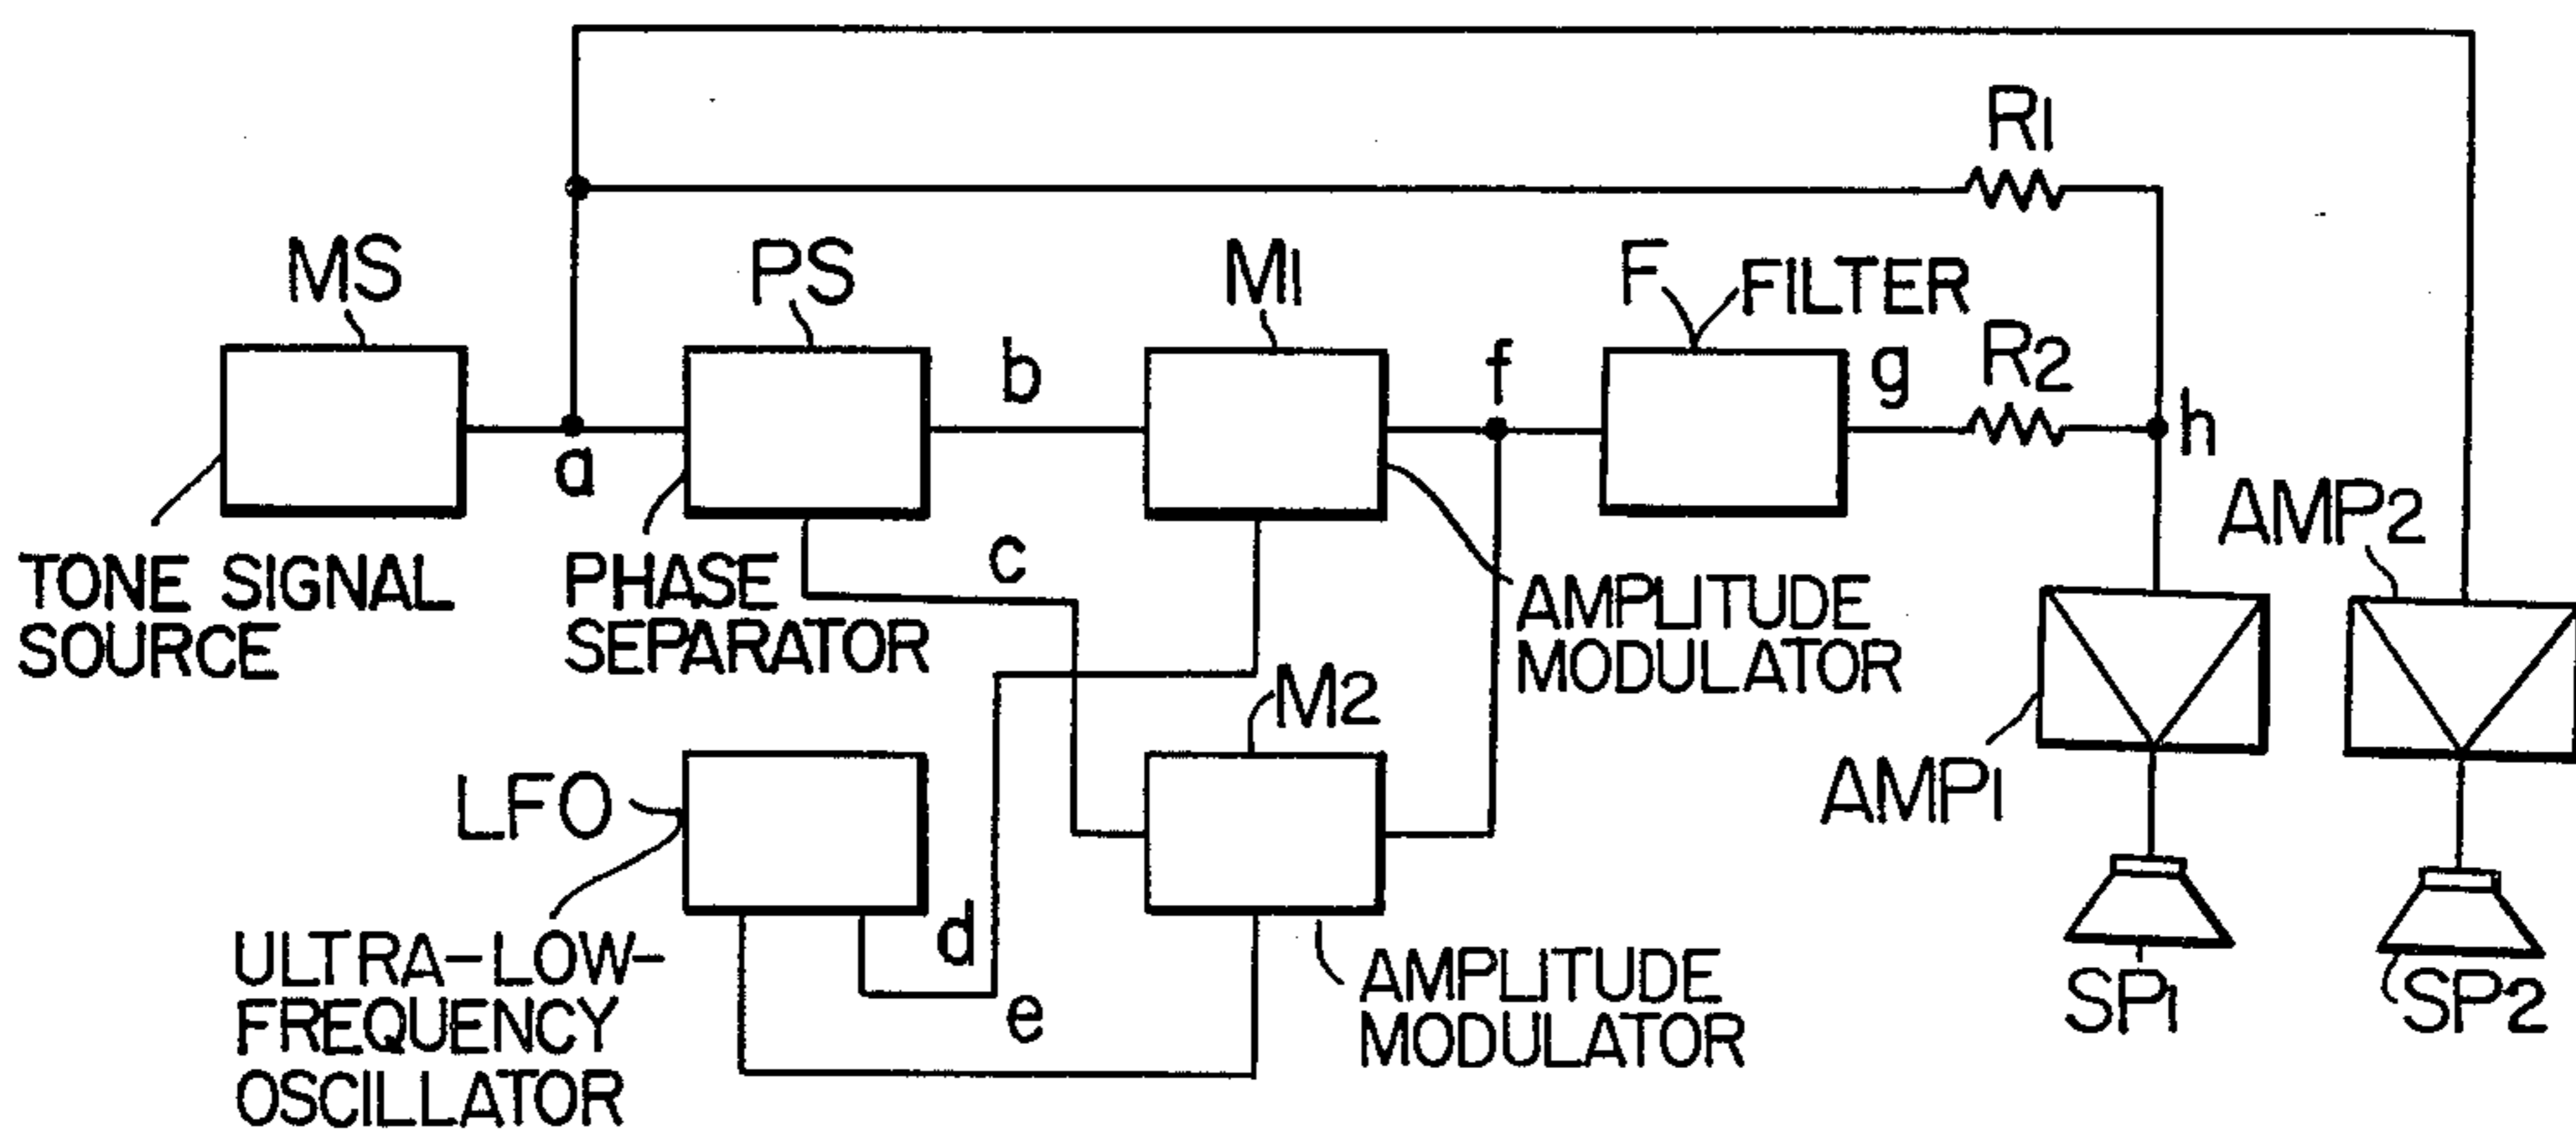 R1
MS
PS
M1
F
FILTER
b
f
g
R2
h
a
AMP2
TONE SIGNAL
SOURCE
PHASE
SEPARATOR
c
AMPLITUDE
MODULATOR
M2
LFO
AMP1
d
ULTRA-LOW-
FREQUENCY
OSCILLATOR
e
AMPLITUDE
MODULATOR
SP1
SP2